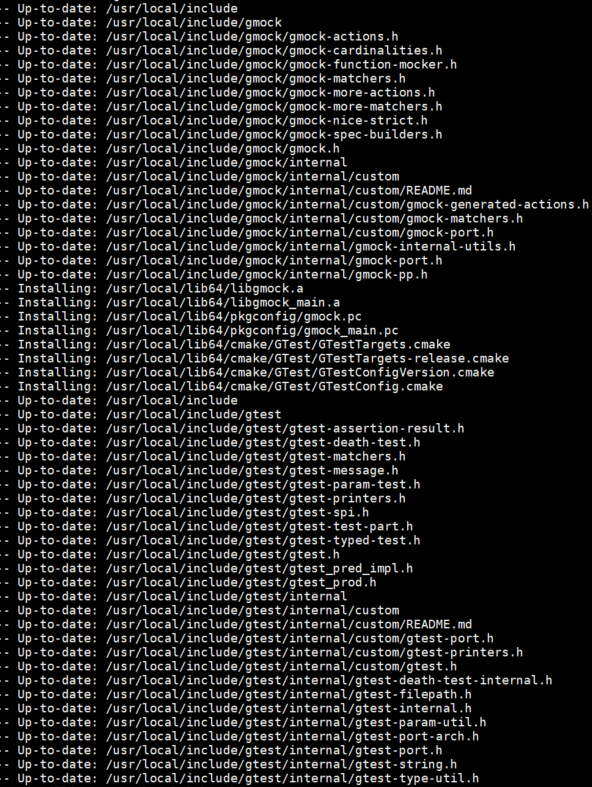 -- Up-to-date: /usr/local/include
-- Up-to-date: /usr/local/include/gmock
-- Up-to-date: /usr/local/include/gmock/gmock-actions.h
-- Up-to-date: /usr/local/include/gmock/gmock-cardinalities.h
-- Up-to-date: /usr/local/include/gmock/gmock-function-mocker.h
-- Up-to-date: /usr/local/include/gmock/gmock-matchers.h
-- Up-to-date: /usr/local/include/gmock/gmock-more-actions.h
-- Up-to-date: /usr/local/include/gmock/gmock-more-matchers.h
-- Up-to-date: /usr/local/include/gmock/gmock-nice-strict.h
-- Up-to-date: /usr/local/include/gmock/gmock-spec-builders.h
-- Up-to-date: /usr/local/include/gmock/gmock.h
-- Up-to-date: /usr/local/include/gmock/internal
-- Up-to-date: /usr/local/include/gmock/internal/custom
-- Up-to-date: /usr/local/include/gmock/internal/custom/README.md
-- Up-to-date: /usr/local/include/gmock/internal/custom/gmock-generated-actions.h
-- Up-to-date: /usr/local/include/gmock/internal/custom/gmock-matchers.h
-- Up-to-date: /usr/local/include/gmock/internal/custom/gmock-port.h
-- Up-to-date: /usr/local/include/gmock/internal/gmock-internal-utils.h
-- Up-to-date: /usr/local/include/gmock/internal/gmock-port.h
-- Up-to-date: /usr/local/include/gmock/internal/gmock-pp.h
-- Installing: /usr/local/lib64/libgmock.a
-- Installing: /usr/local/lib64/libgmock_main.a
-- Installing: /usr/local/lib64/pkgconfig/gmock.pc
-- Installing: /usr/local/lib64/pkgconfig/gmock_main.pc
-- Installing: /usr/local/lib64/cmake/GTest/GTestTargets.cmake
-- Installing: /usr/local/lib64/cmake/GTest/GTestTargets-release.cmake
-- Installing: /usr/local/lib64/cmake/GTest/GTestConfigVersion.cmake
-- Installing: /usr/local/lib64/cmake/GTest/GTestConfig.cmake
-- Up-to-date: /usr/local/include
-- Up-to-date: /usr/local/include/gtest
-- Up-to-date: /usr/local/include/gtest/gtest-assertion-result.h
-- Up-to-date: /usr/local/include/gtest/gtest-death-test.h
-- Up-to-date: /usr/local/include/gtest/gtest-matchers.h
-- Up-to-date: /usr/local/include/gtest/gtest-message.h
-- Up-to-date: /usr/local/include/gtest/gtest-param-test.h
-- Up-to-date: /usr/local/include/gtest/gtest-printers.h
-- Up-to-date: /usr/local/include/gtest/gtest-spi.h
-- Up-to-date: /usr/local/include/gtest/gtest-test-part.h
-- Up-to-date: /usr/local/include/gtest/gtest-typed-test.h
-- Up-to-date: /usr/local/include/gtest/gtest.h
-- Up-to-date: /usr/local/include/gtest/gtest_pred_impl.h
-- Up-to-date: /usr/local/include/gtest/gtest_prod.h
-- Up-to-date: /usr/local/include/gtest/internal
-- Up-to-date: /usr/local/include/gtest/internal/custom
-- Up-to-date: /usr/local/include/gtest/internal/custom/README.md
-- Up-to-date: /usr/local/include/gtest/internal/custom/gtest-port.h
-- Up-to-date: /usr/local/include/gtest/internal/custom/gtest-printers.h
-- Up-to-date: /usr/local/include/gtest/internal/custom/gtest.h
-- Up-to-date: /usr/local/include/gtest/internal/gtest-death-test-internal.h
-- Up-to-date: /usr/local/include/gtest/internal/gtest-filepath.h
-- Up-to-date: /usr/local/include/gtest/internal/gtest-internal.h
-- Up-to-date: /usr/local/include/gtest/internal/gtest-param-util.h
-- Up-to-date: /usr/local/include/gtest/internal/gtest-port-arch.h
-- Up-to-date: /usr/local/include/gtest/internal/gtest-port.h
-- Up-to-date: /usr/local/include/gtest/internal/gtest-string.h
-- Up-to-date: /usr/local/include/gtest/internal/gtest-type-util.h